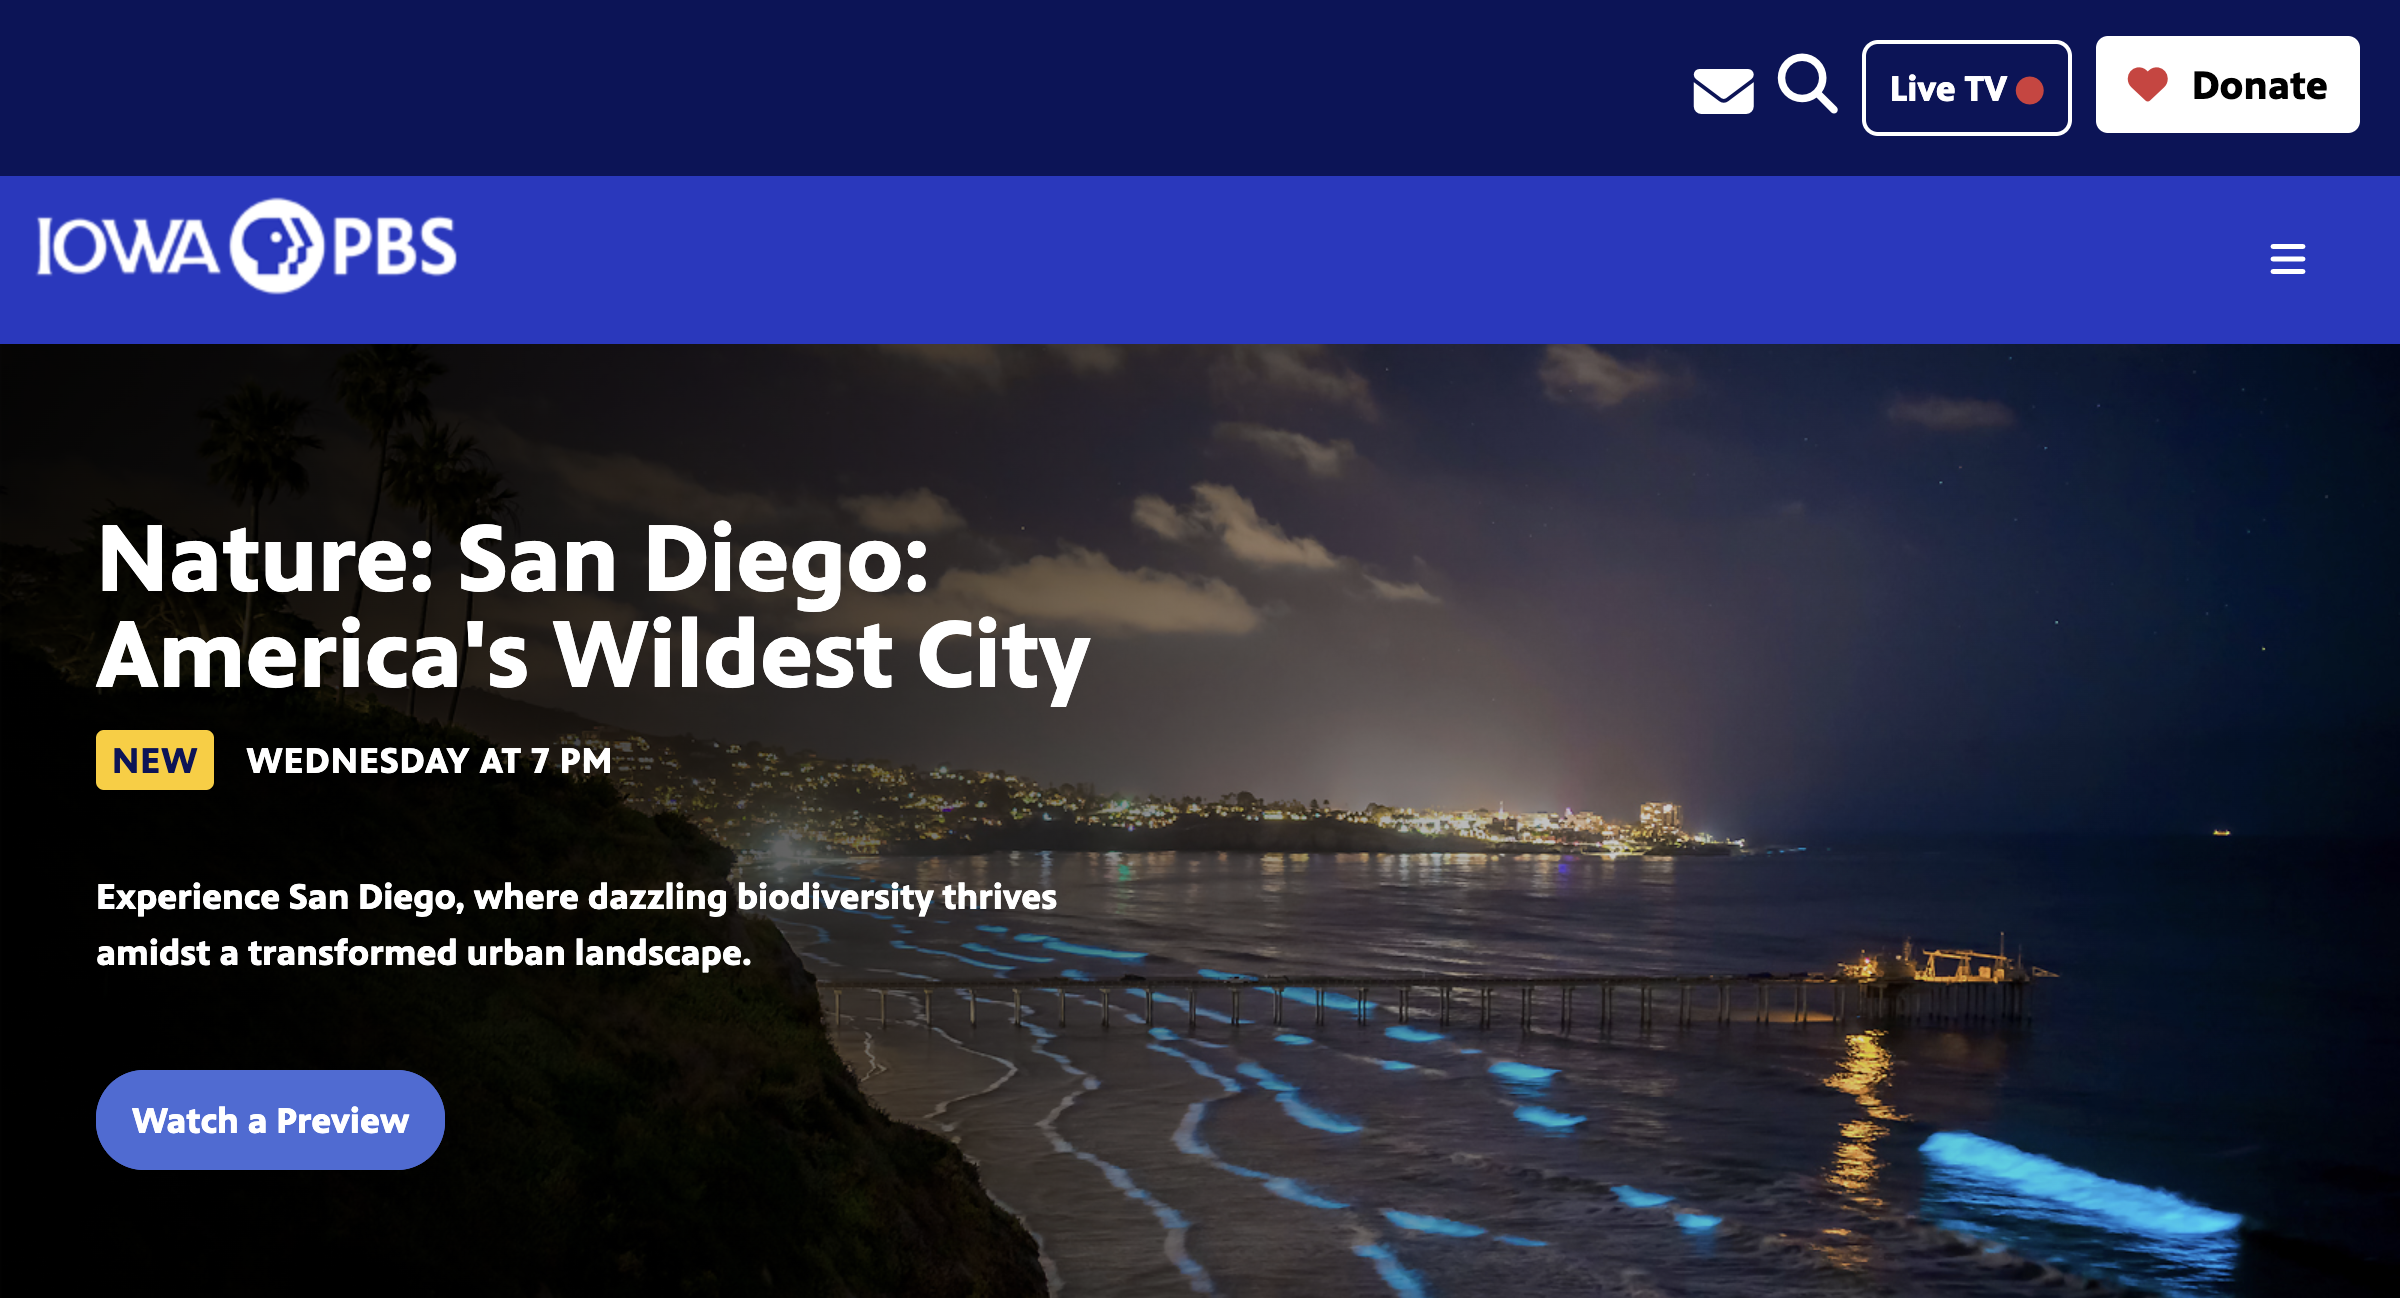 Live TV
Donate
IOWA PBS
Nature: San Diego:
America's Wildest City
NEW WEDNESDAY AT 7 PM
Experience San Diego, where dazzling biodiversity thrives
amidst a transformed urban landscape.
Watch a Preview